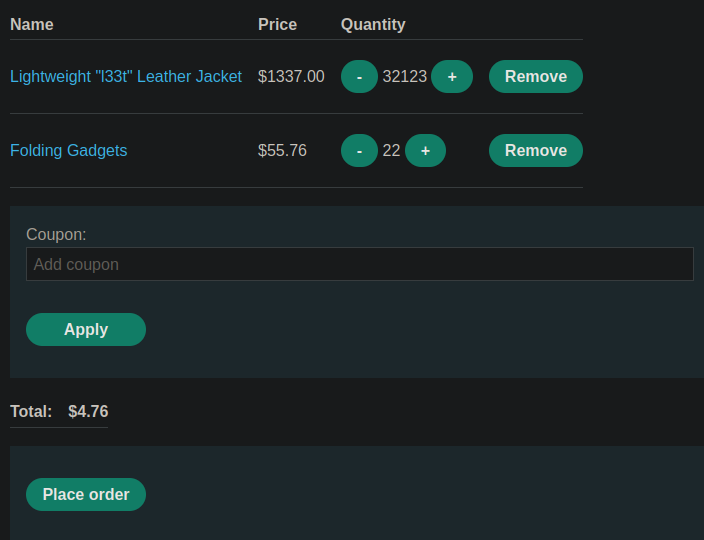 Name Price Quantity
Lightweight "l33t" Leather Jacket $1337.00 - 32123 + Remove
Folding Gadgets $55.76 - 22 + Remove
Coupon:
Add coupon
Apply
Total: $4.76
Place order